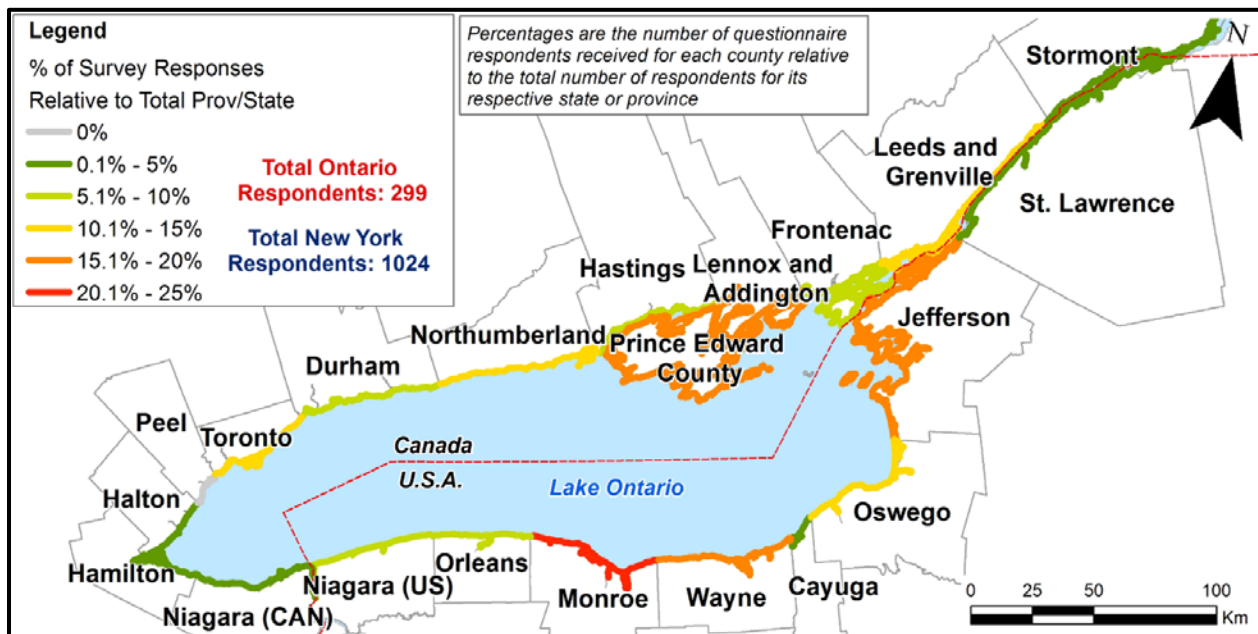 Legend
% of Survey Responses
Relative to Total Prov/State
0%
0.1% - 5%
5.1% - 10%
10.1% - 15%
15.1% - 20%
20.1% - 25%
Total Ontario
Respondents: 299
Total New York
Respondents: 1024
Percentages are the number of questionnaire
respondents received for each county relative
to the total number of respondents for its
respective state or province
N
Stormont
Leeds and
Grenville
St. Lawrence
Frontenac
Hastings
Lennox and
Addington
Jefferson
Northumberland
Prince Edward
County
Durham
Peel
Toronto
Canada
U.S.A.
Lake Ontario
Halton
Oswego
Hamilton
Niagara (US)
Orleans
Cayuga
Niagara (CAN)
Monroe
Wayne
0 25 50 100
Km